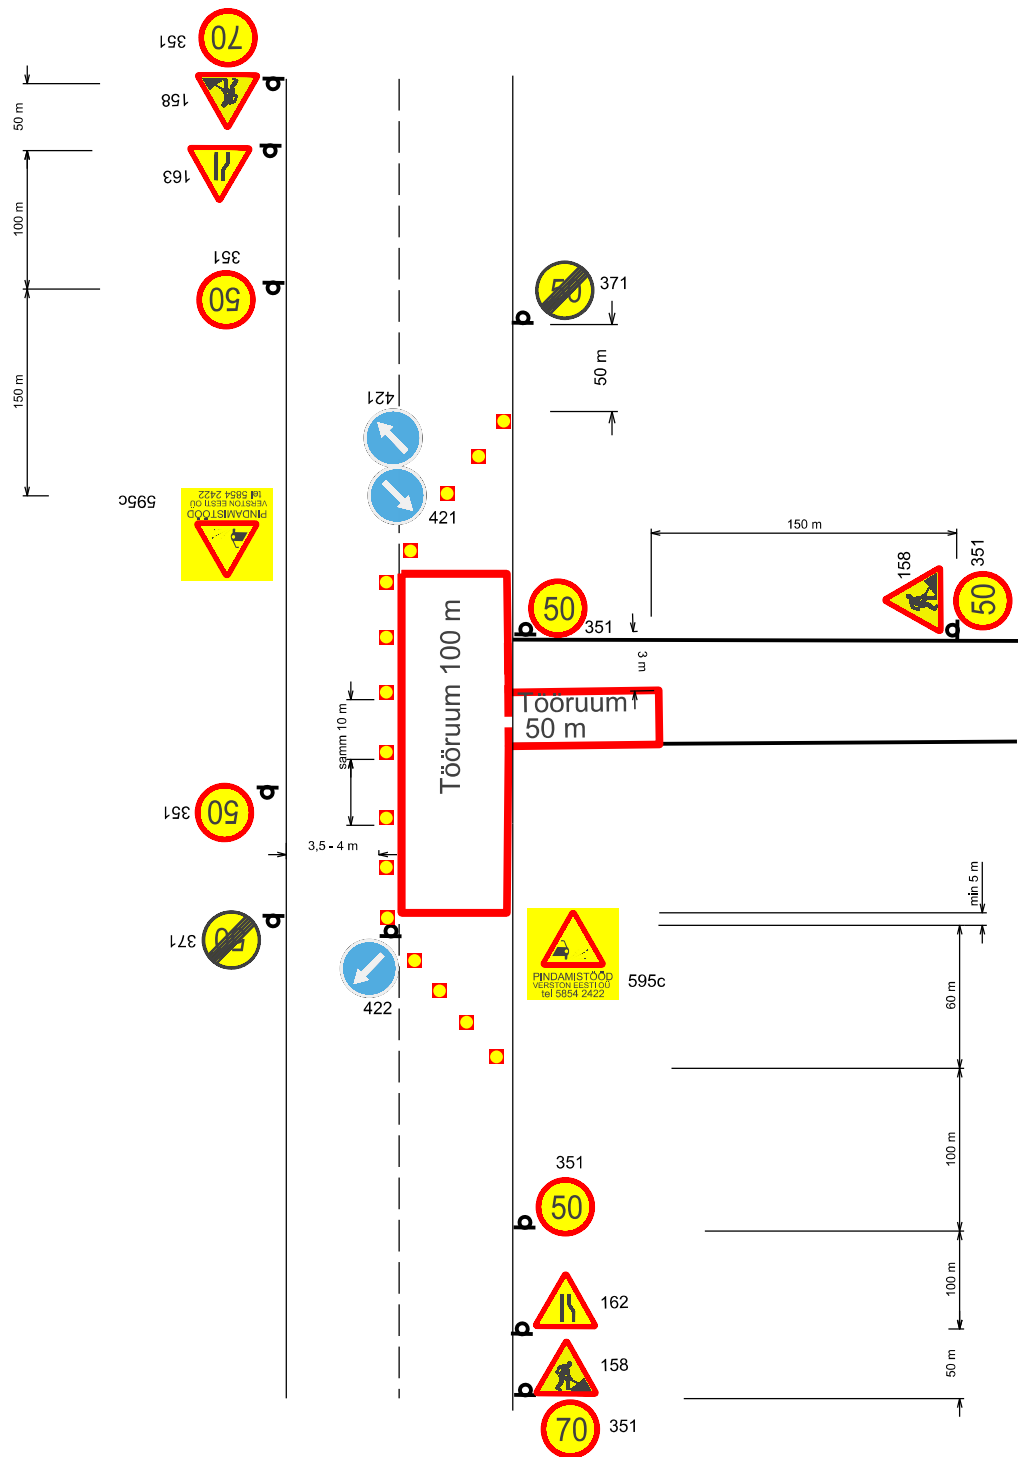 70
351
158
50 m
163
100 m
351
50
50
371
50 m
150 m
421
421
595c
PINDAMISTÖÖD
VERSTON EESTI OÜ
tel 5854 2422
150 m
158
351
50
50
351
3 m
Tööruum 100 m
Tööruum
50 m
samm 10 m
351
50
3,5 - 4 m
371
50
422
PINDAMISTÖÖD
VERSTON EESTI OÜ
tel 5854 2422
595c
min 5 m
60 m
100 m
351
50
100 m
162
158
50 m
70
351